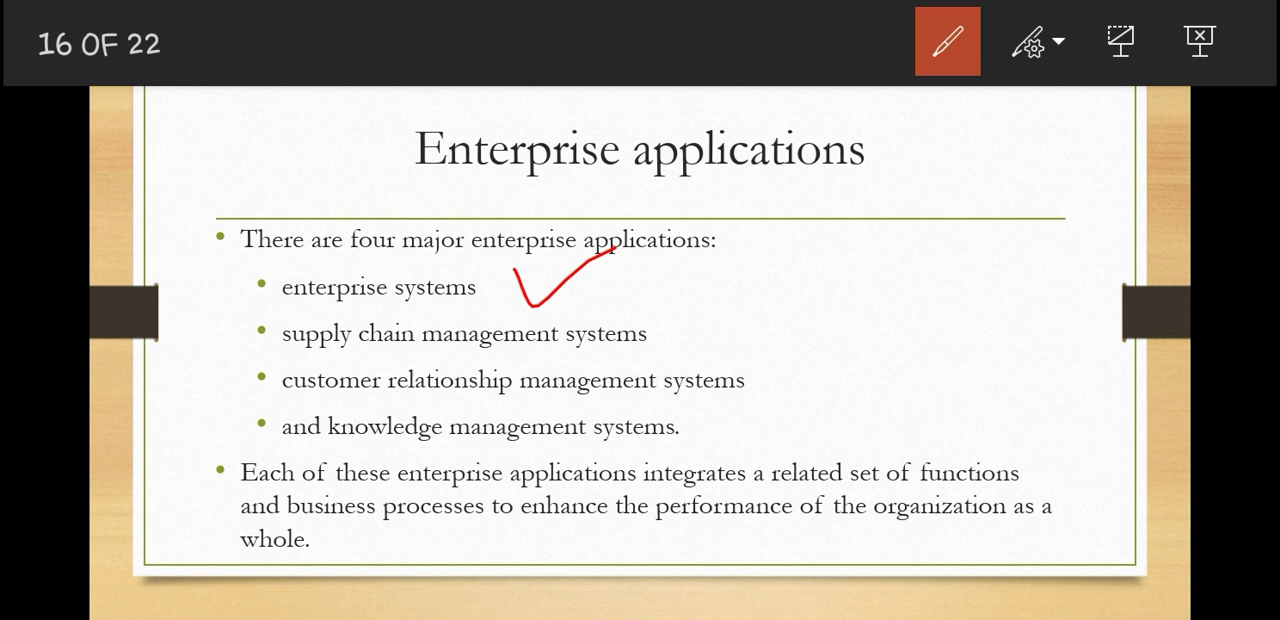 16 OF 22
Enterprise applications
There are four major enterprise applications:
enterprise systems
supply chain management systems
customer relationship management systems
and knowledge management systems.
Each of these enterprise applications integrates a related set of functions
and business processes to enhance the performance of the organization as a
whole.